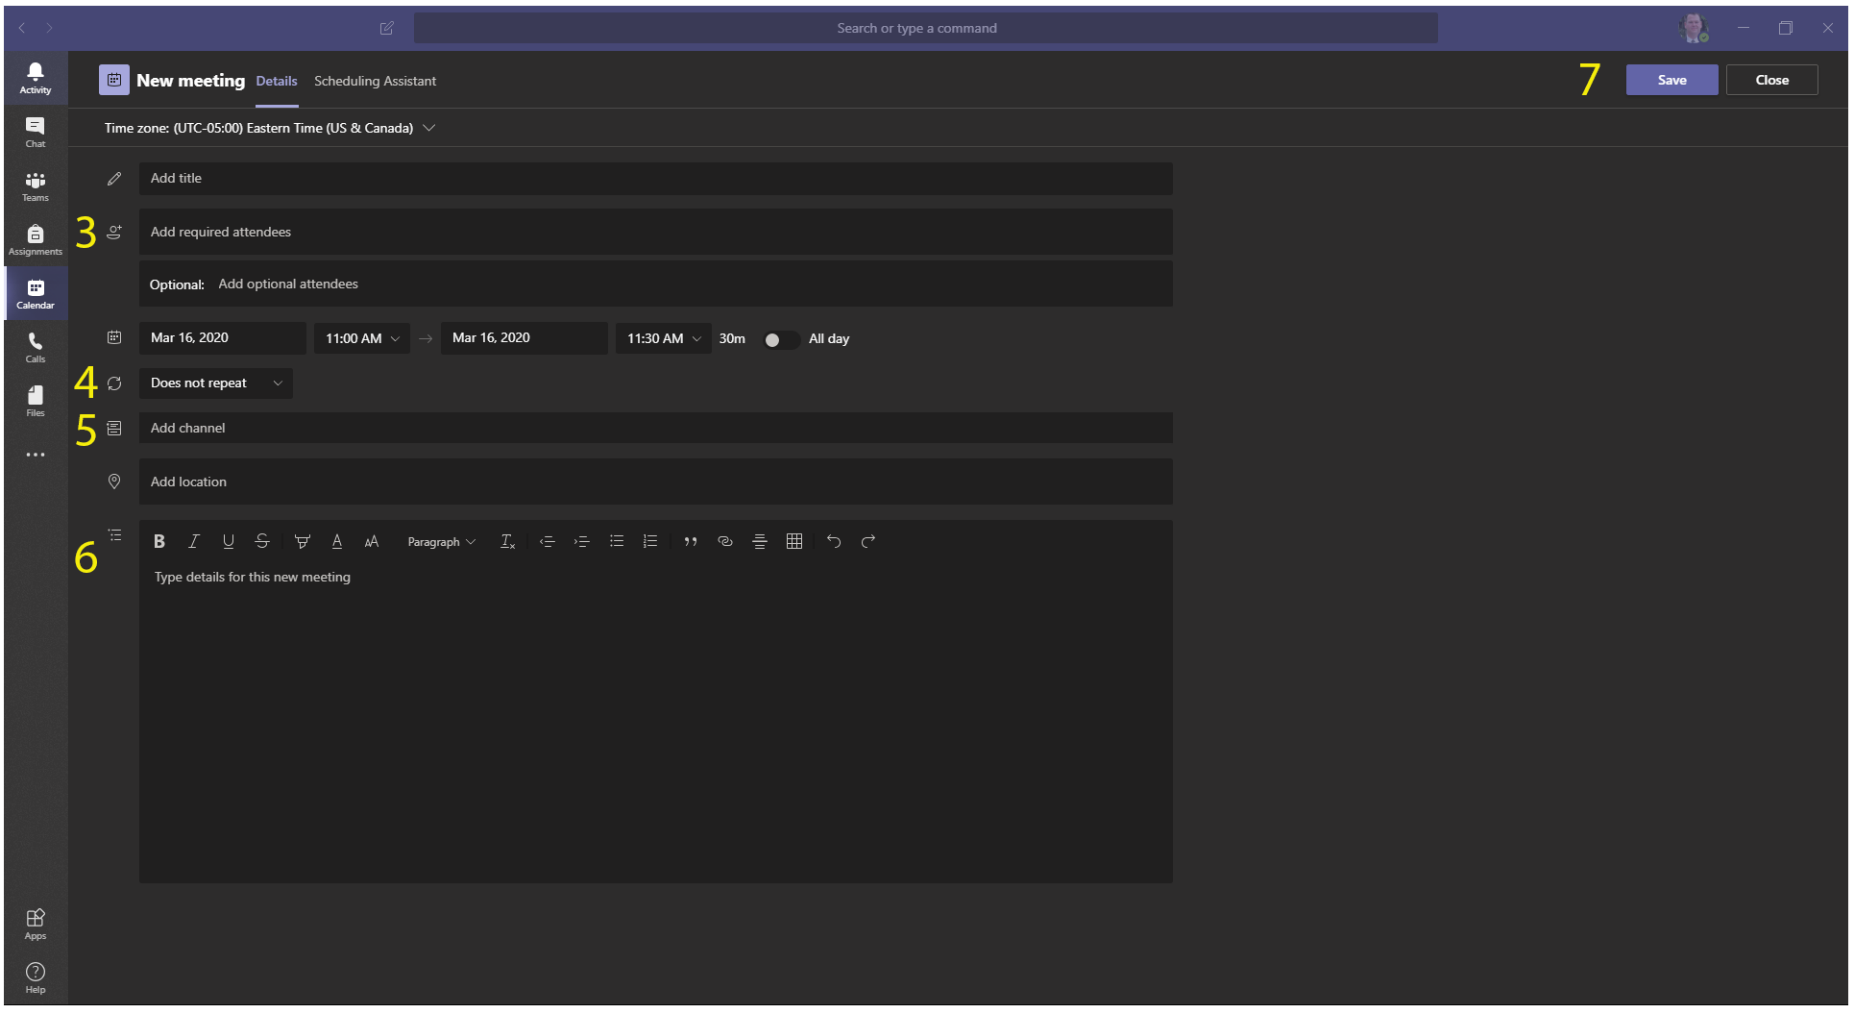 Search or type a command
Activity
Chat
Teams
Assignments
Calendar
Calls
Files
Apps
Help
New meeting Details Scheduling Assistant 7 Save Close
Time zone: (UTC-05:00) Eastern Time (US & Canada)
Add title
3 Add required attendees
Optional: Add optional attendees
Mar 16, 2020 11:00 AM → Mar 16, 2020 11:30 AM 30m All day
4 Does not repeat
5 Add channel
Add location
6 B I U S A AA Paragraph Tx
Type details for this new meeting